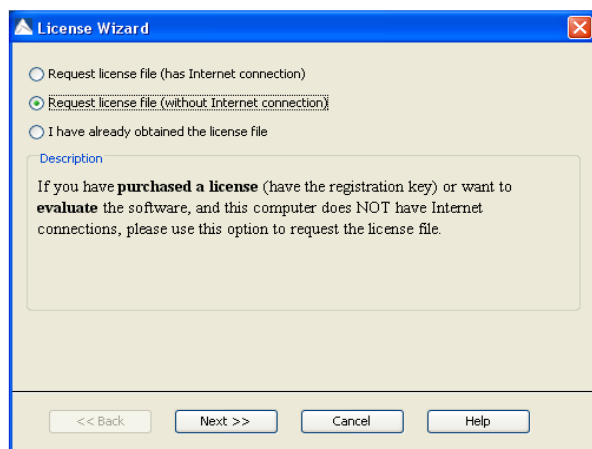 License Wizard
Request license file (has Internet connection)
Request license file (without Internet connection)
I have already obtained the license file
Description
If you have purchased a license (have the registration key) or want to
evaluate the software, and this computer does NOT have Internet
connections, please use this option to request the license file.
<< Back Next >> Cancel Help